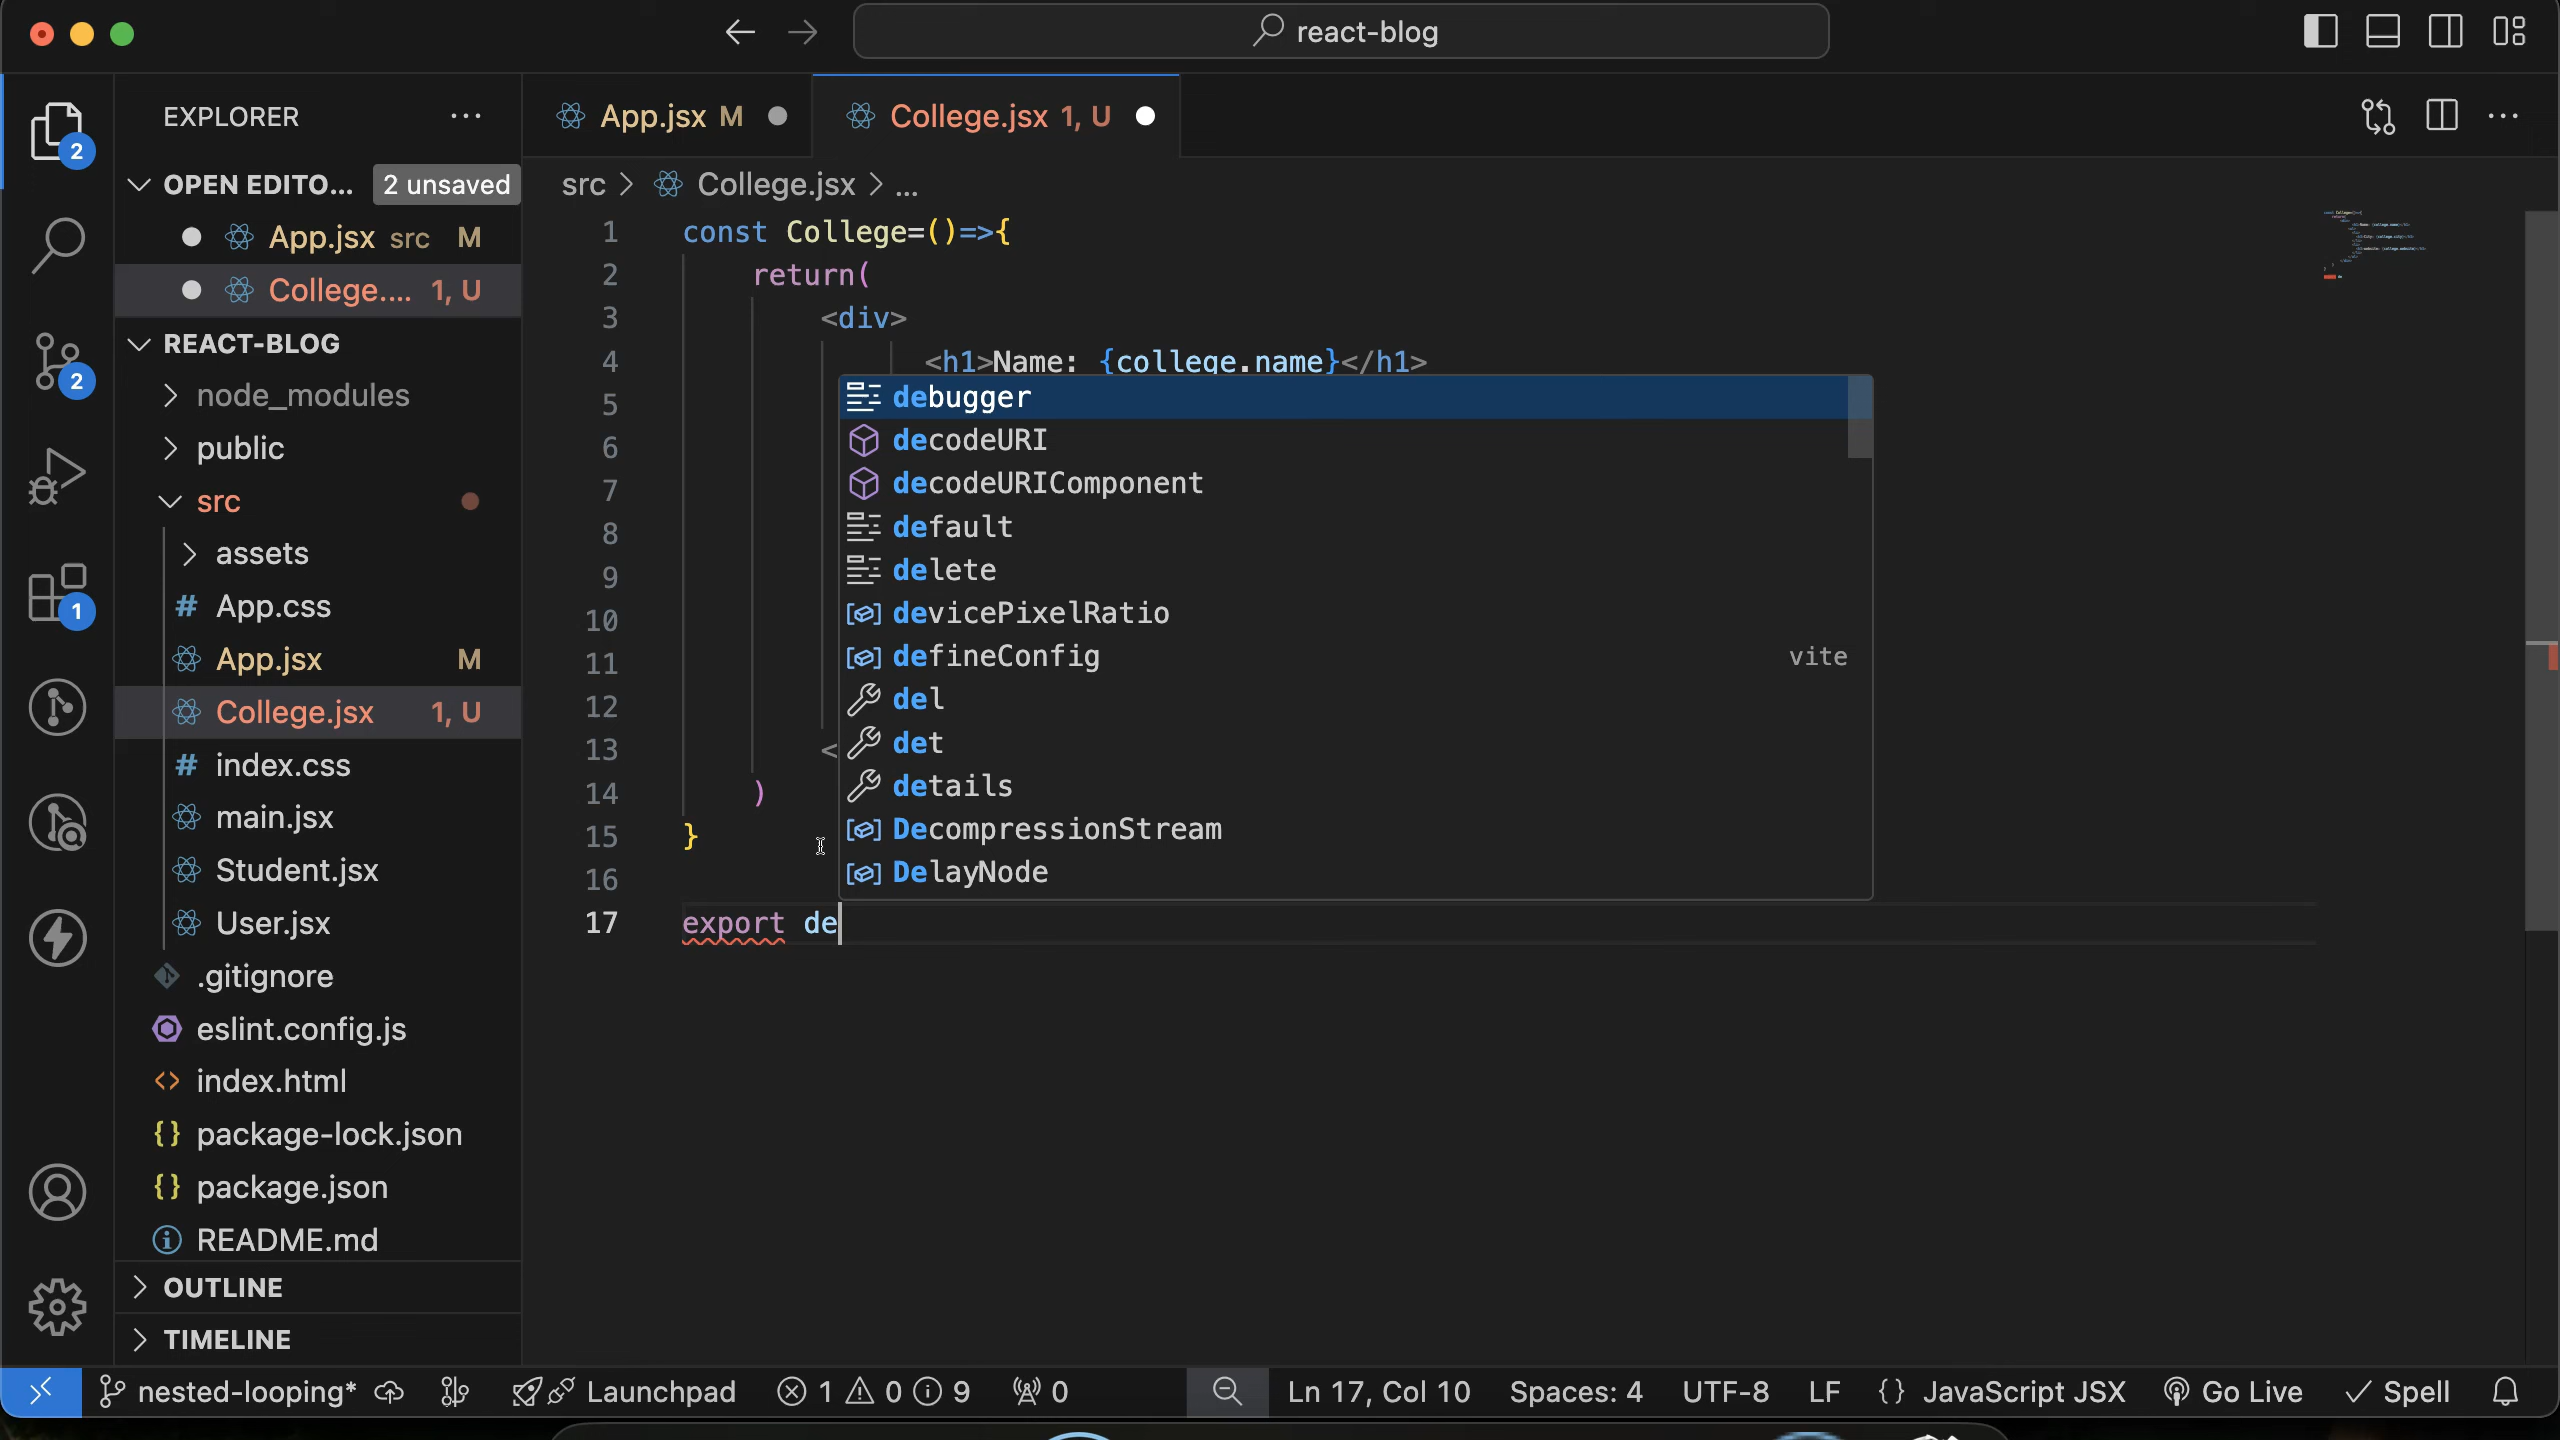 react-blog
EXPLORER
App.jsx M
College.jsx 1, U
2
OPEN EDITO... 2 unsaved
App.jsx src M
College.... 1, U
src > College.jsx > ...
REACT-BLOG
node_modules
public
src
assets
App.css
App.jsx M
College.jsx 1, U
index.css
main.jsx
Student.jsx
User.jsx
.gitignore
eslint.config.js
index.html
package-lock.json
package.json
README.md
OUTLINE
TIMELINE
2
1
1 const College=()=>{
2 return(
3 <div>
4 <h1>Name: {college.name}</h1>
5
6
7
8
9
10
11
12
13 <
14 )
15 }
16
17 export de
debugger
decodeURI
decodeURIComponent
default
delete
devicePixelRatio
defineConfig vite
del
det
details
DecompressionStream
DelayNode
nested-looping* Launchpad 1 0 9 0 Ln 17, Col 10 Spaces: 4 UTF-8 LF {} JavaScript JSX Go Live Spell